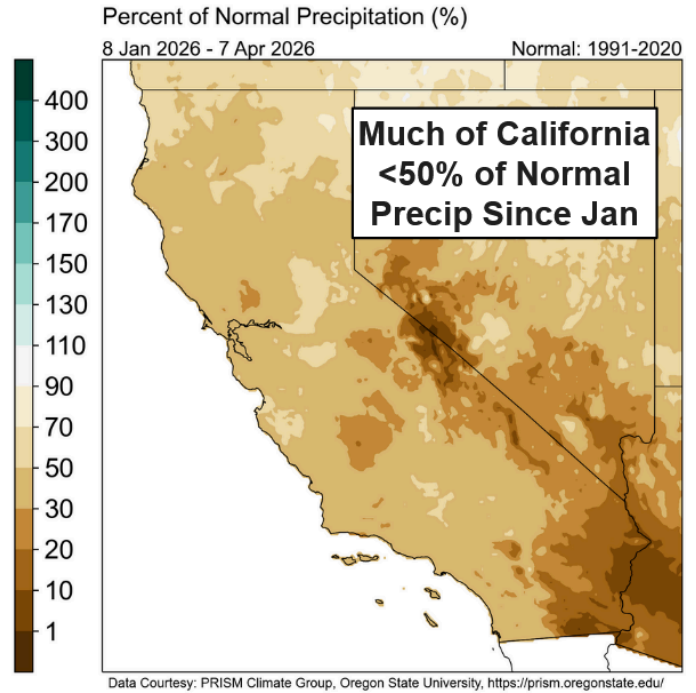 Percent of Normal Precipitation (%)
8 Jan 2026 - 7 Apr 2026
Normal: 1991-2020
Much of California
<50% of Normal
Precip Since Jan
400
300
200
170
150
130
110
90
70
50
30
20
10
1
Data Courtesy: PRISM Climate Group, Oregon State University, https://prism.oregonstate.edu/